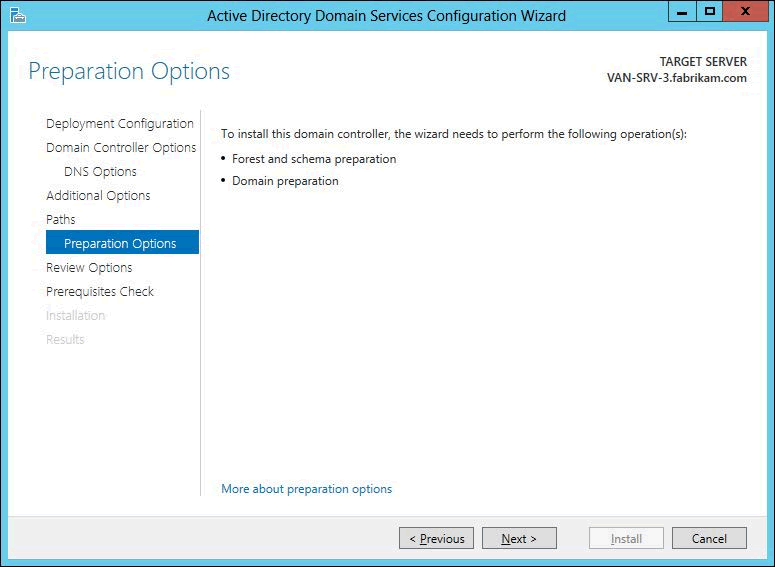 Active Directory Domain Services Configuration Wizard
Preparation Options
TARGET SERVER
VAN-SRV-3.fabrikam.com
Deployment Configuration
Domain Controller Options
DNS Options
Additional Options
Paths
Preparation Options
Review Options
Prerequisites Check
Installation
Results
To install this domain controller, the wizard needs to perform the following operation(s):
• Forest and schema preparation
• Domain preparation
More about preparation options
< Previous
Next >
Install
Cancel